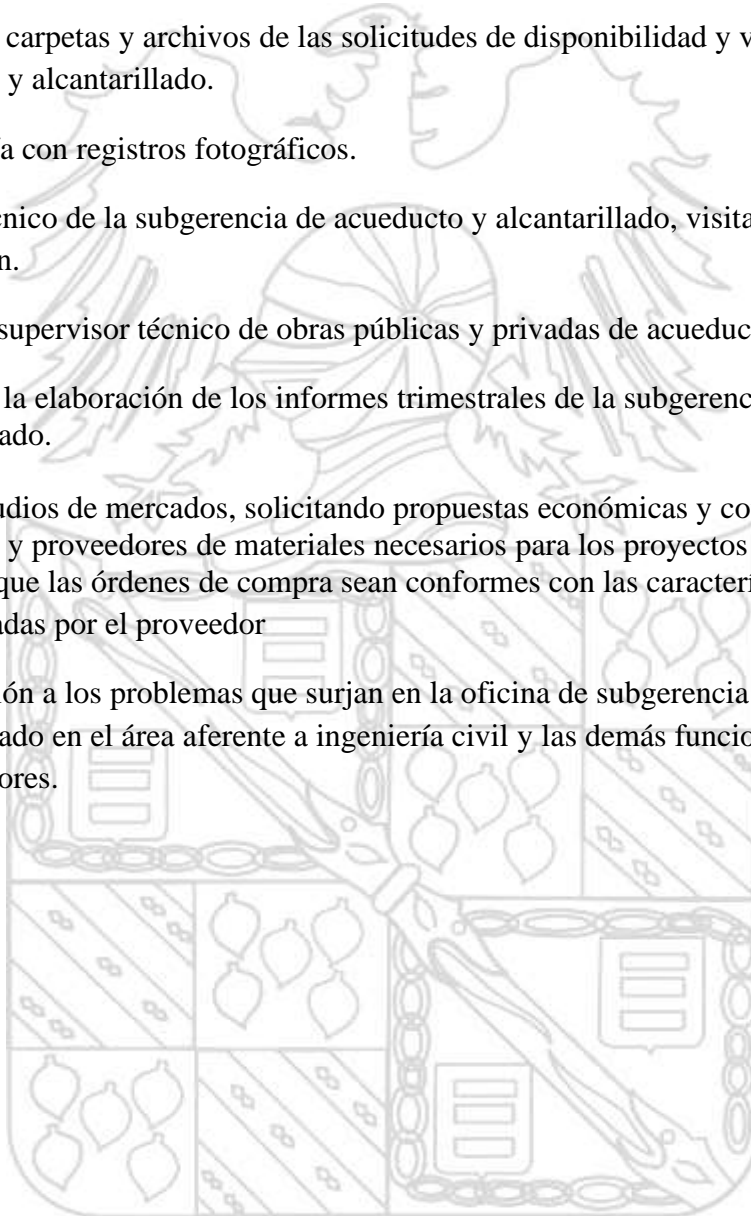 carpetas y archivos de las solicitudes de disponibilidad y v
y alcantarillado.
a con registros fotográficos.
nico de la subgerencia de acueducto y alcantarillado, visita
n.
supervisor técnico de obras públicas y privadas de acueduc
la elaboración de los informes trimestrales de la subgerenc
ado.
udios de mercados, solicitando propuestas económicas y co
y proveedores de materiales necesarios para los proyectos
que las órdenes de compra sean conformes con las caracterí
adas por el proveedor
ón a los problemas que surjan en la oficina de subgerencia
ado en el área aferente a ingeniería civil y las demás funcio
ores.